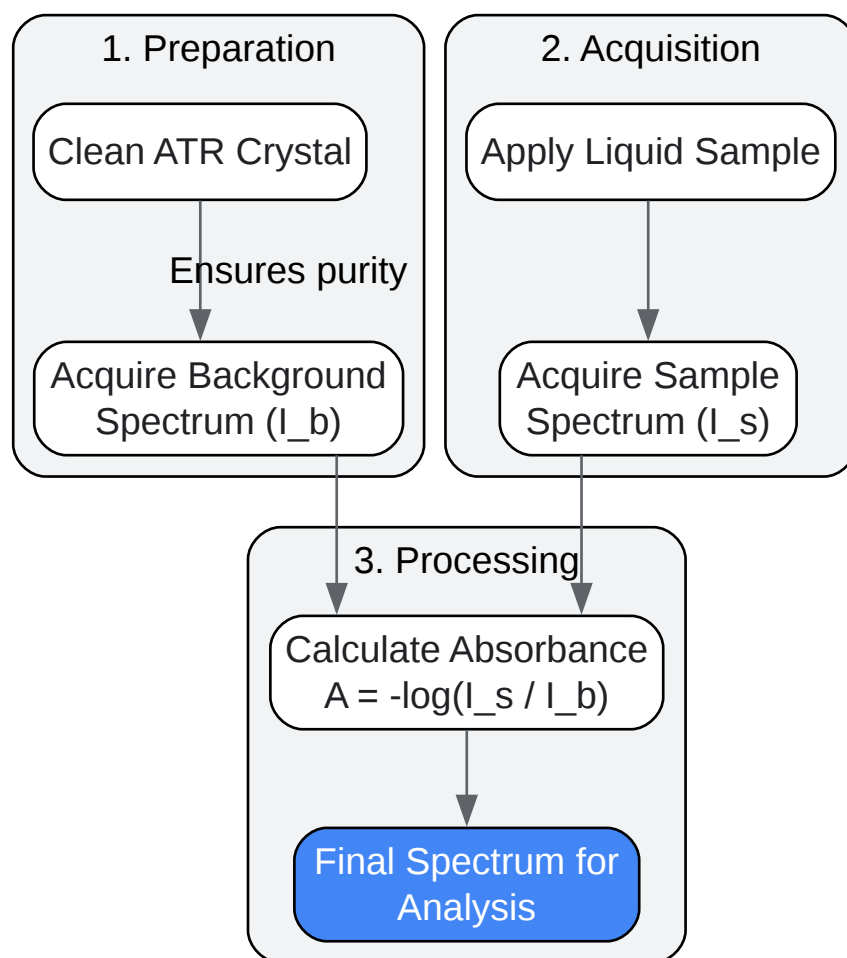 1. Preparation
Clean ATR Crystal
Ensures purity
Acquire Background
Spectrum (I_b)
2. Acquisition
Apply Liquid Sample
Acquire Sample
Spectrum (I_s)
3. Processing
Calculate Absorbance
A = -log(I_s / I_b)
Final Spectrum for
Analysis